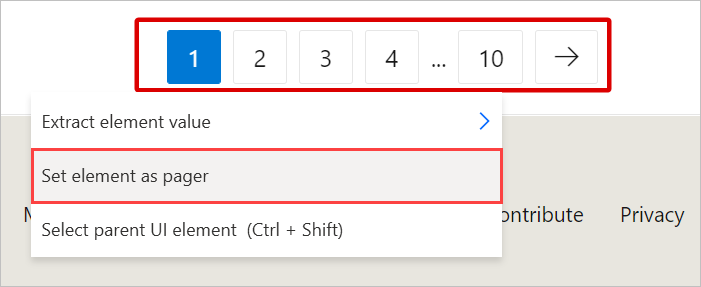 1 2 3 4 ... 10 →
Extract element value
Set element as pager
Select parent UI element (Ctrl + Shift)
Privacy